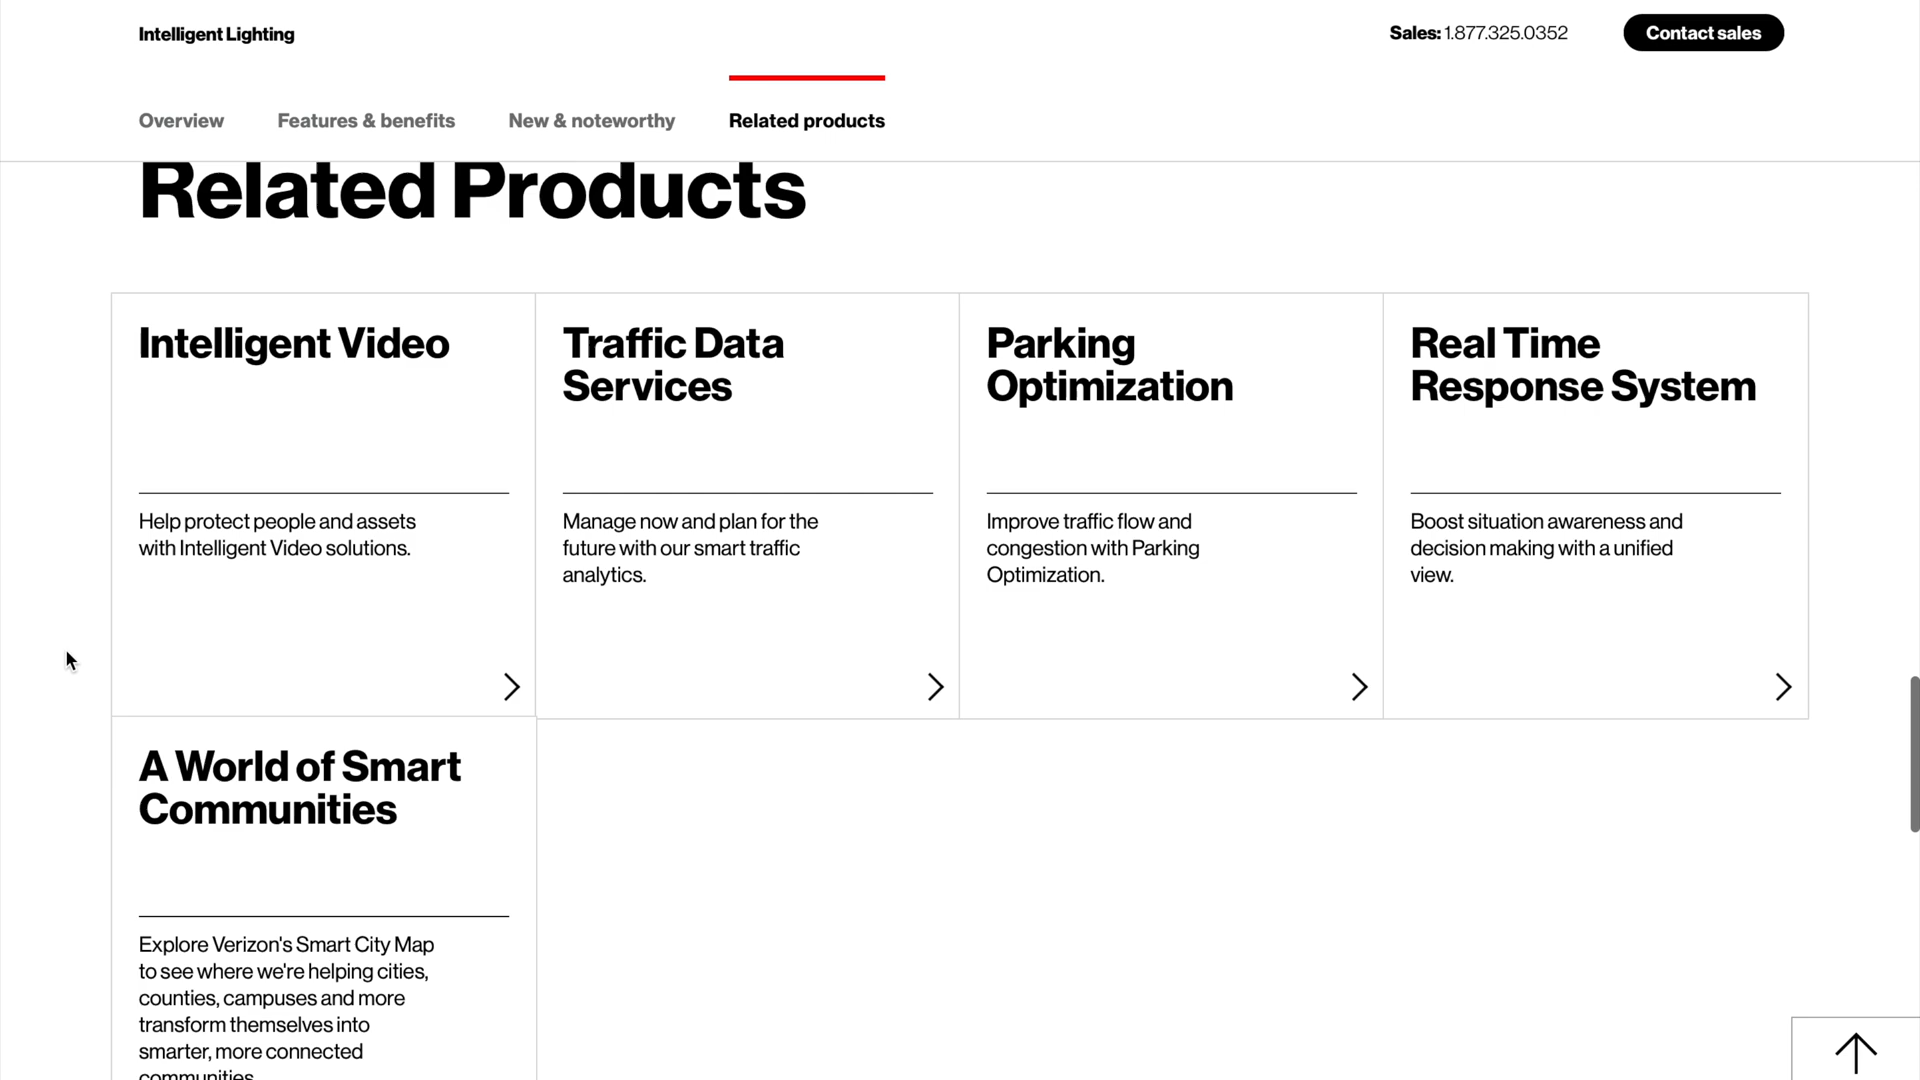 Intelligent Lighting
Sales: 1.877.325.0352
Contact sales
Overview
Features & benefits
New & noteworthy
Related products
Related Products
Intelligent Video
Help protect people and assets
with Intelligent Video solutions.
Traffic Data
Services
Manage now and plan for the
future with our smart traffic
analytics.
Parking
Optimization
Improve traffic flow and
congestion with Parking
Optimization.
Real Time
Response System
Boost situation awareness and
decision making with a unified
view.
A World of Smart
Communities
Explore Verizon's Smart City Map
to see where we're helping cities,
counties, campuses and more
transform themselves into
smarter, more connected
communities.